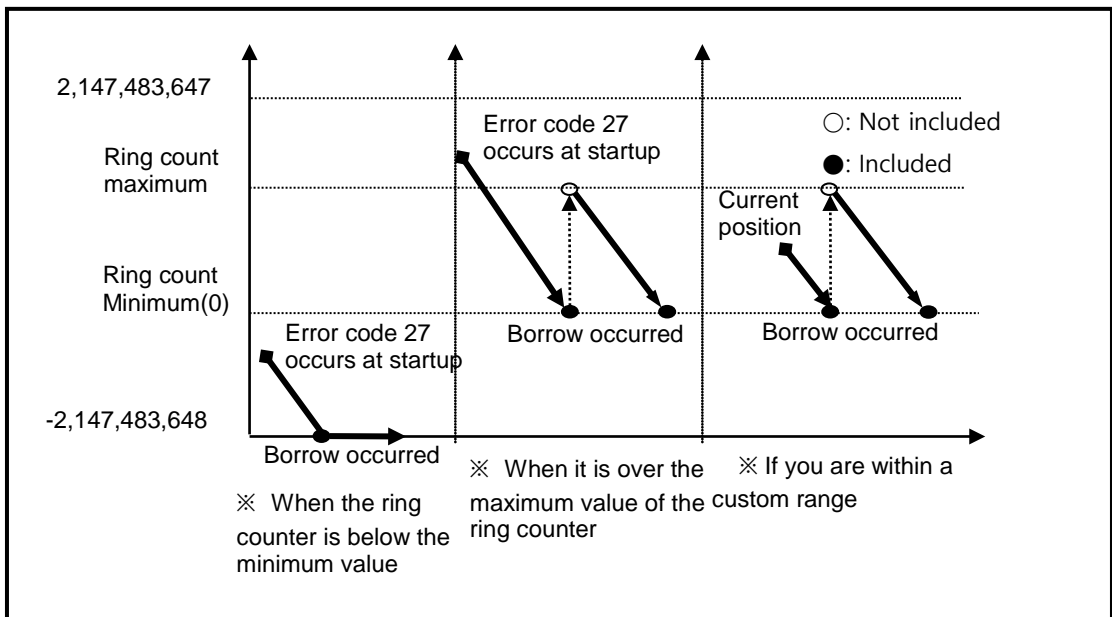 2,147,483,647
Ring count
maximum
Ring count
Minimum(0)
-2,147,483,648
Error code 27
occurs at startup
Borrow occurred
※ When the ring
counter is below the
minimum value
Error code 27
occurs at startup
Borrow occurred
※ When it is over the
maximum value of the
ring counter
○: Not included
●: Included
Current
position
Borrow occurred
※ If you are within a
custom range